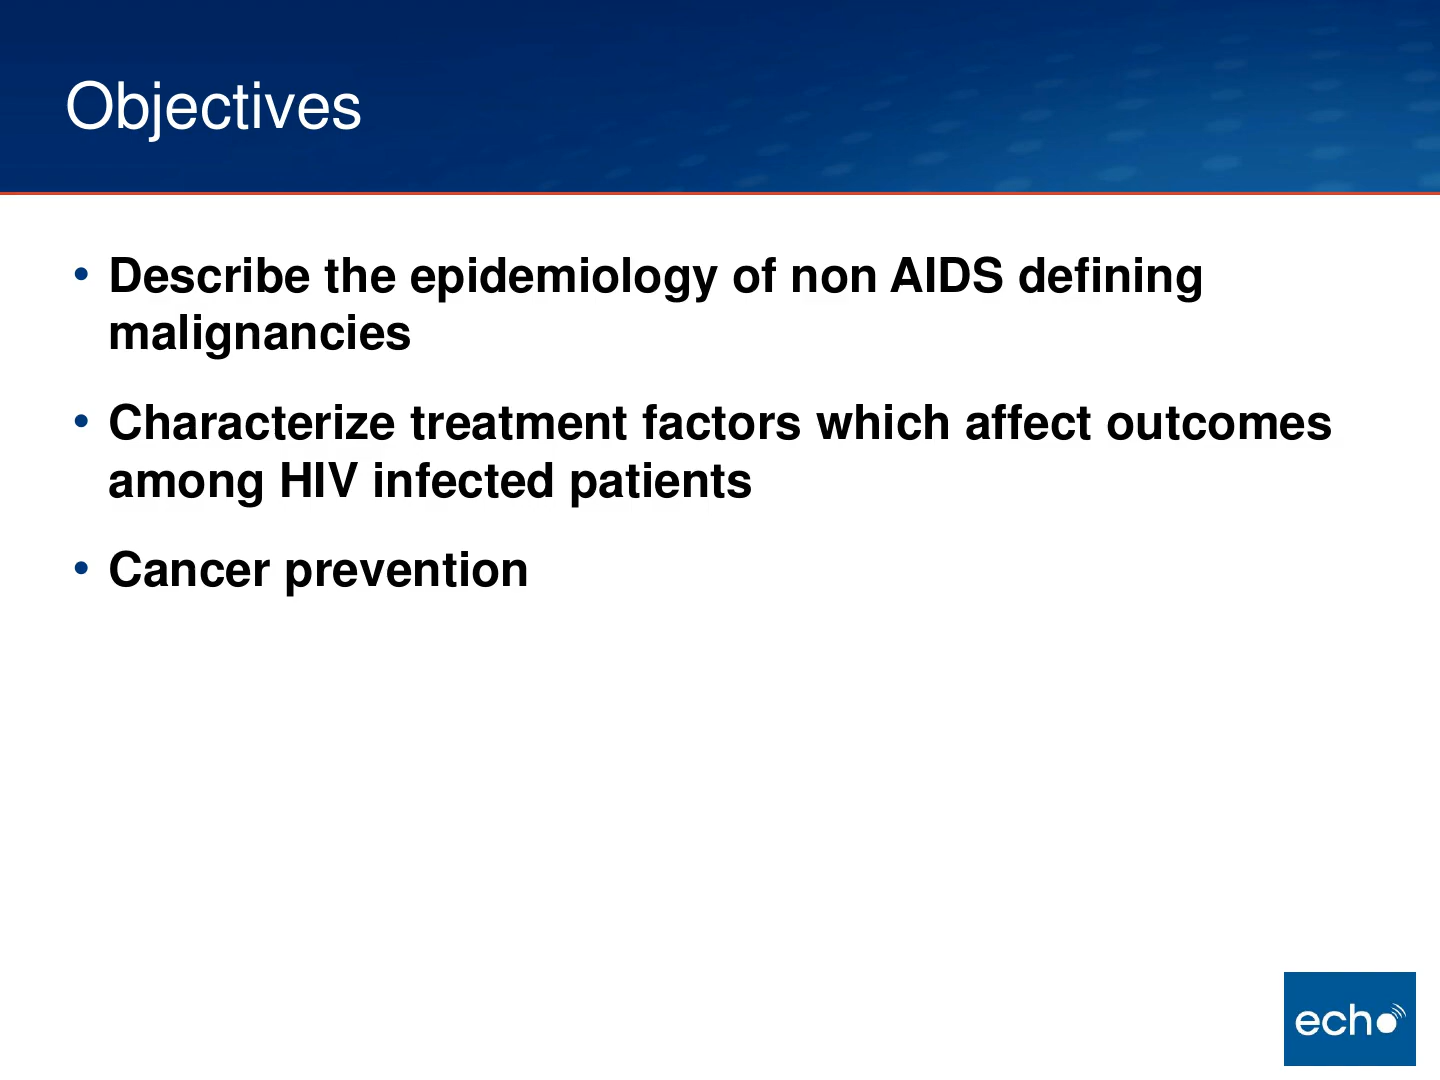 Objectives
• Describe the epidemiology of non AIDS defining
malignancies
• Characterize treatment factors which affect outcomes
among HIV infected patients
• Cancer prevention
echo